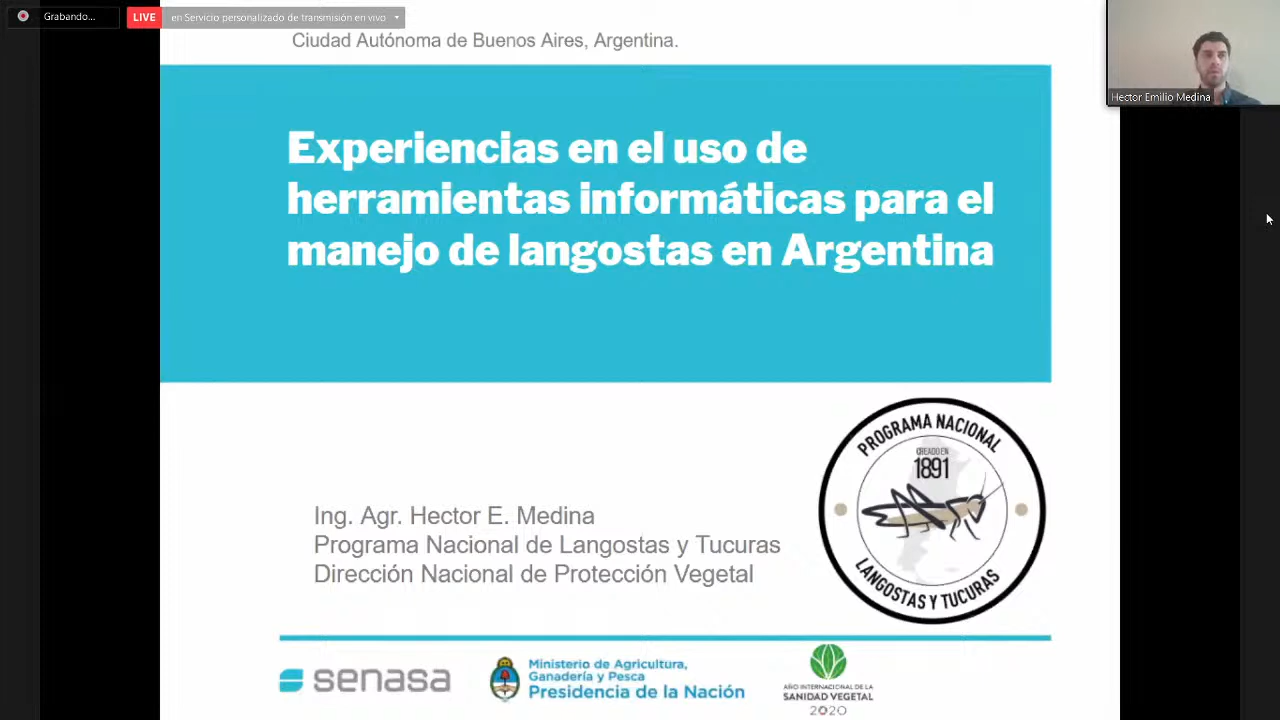 Grabando...
LIVE
en Servicio personalizado de transmisión en vivo
Ciudad Autónoma de Buenos Aires, Argentina.
Hector Emilio Medina
Experiencias en el uso de
herramientas informáticas para el
manejo de langostas en Argentina
PROGRAMA NACIONAL
CREADO EN
1891
LANGOSTAS Y TUCURAS
Ing. Agr. Hector E. Medina
Programa Nacional de Langostas y Tucuras
Dirección Nacional de Protección Vegetal
senasa
Ministerio de Agricultura,
Ganadería y Pesca
Presidencia de la Nación
AÑO INTERNACIONAL DE LA
SANIDAD VEGETAL
2020